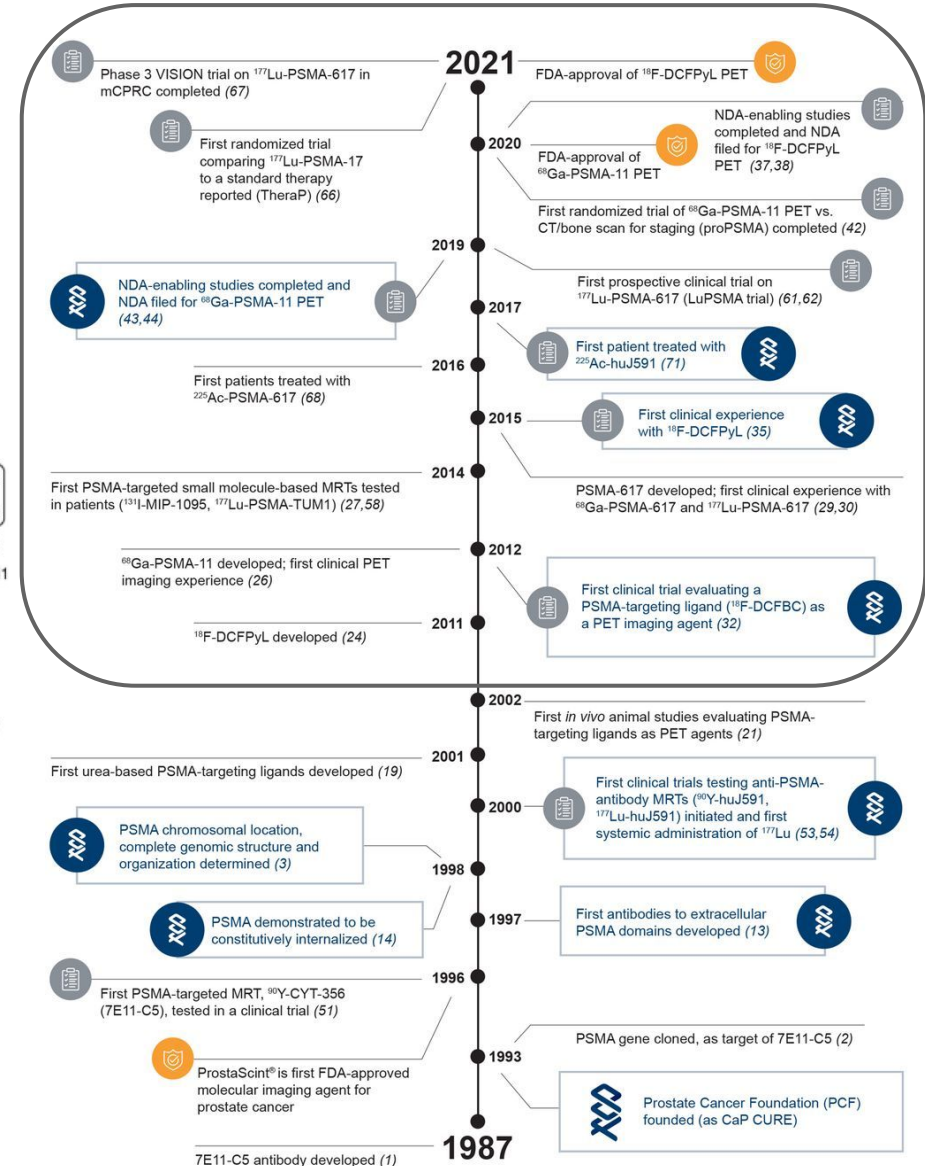 2021
Phase 3 VISION trial on ¹⁷⁷Lu-PSMA-617 in
mCPRC completed (67)
FDA-approval of ¹⁸F-DCFPyL PET
First randomized trial
comparing ¹⁷⁷Lu-PSMA-17
to a standard therapy
reported (TheraP) (66)
2020
NDA-enabling studies
completed and NDA
filed for ¹⁸F-DCFPyL
PET (37,38)
FDA-approval of
⁶⁸Ga-PSMA-11 PET
First randomized trial of ⁶⁸Ga-PSMA-11 PET vs.
CT/bone scan for staging (proPSMA) completed (42)
2019
NDA-enabling studies completed and
NDA filed for ⁶⁸Ga-PSMA-11 PET
(43,44)
First prospective clinical trial on
¹⁷⁷Lu-PSMA-617 (LuPSMA trial) (61,62)
2017
First patient treated with
²²⁵Ac-huJ591 (71)
2016
First patients treated with
²²⁵Ac-PSMA-617 (68)
2015
First clinical experience
with ¹⁸F-DCFPyL (35)
PSMA-617 developed; first clinical experience with
⁶⁸Ga-PSMA-617 and ¹⁷⁷Lu-PSMA-617 (29,30)
2014
First PSMA-targeted small molecule-based MRTs tested
in patients (¹³¹I-MIP-1095, ¹⁷⁷Lu-PSMA-TUM1) (27,58)
2012
⁶⁸Ga-PSMA-11 developed; first clinical PET
imaging experience (26)
First clinical trial evaluating a
PSMA-targeting ligand (¹⁸F-DCFBC) as
a PET imaging agent (32)
2011
¹⁸F-DCFPyL developed (24)
2002
First in vivo animal studies evaluating PSMA-
targeting ligands as PET agents (21)
2001
First urea-based PSMA-targeting ligands developed (19)
2000
First clinical trials testing anti-PSMA-
antibody MRTs (⁹⁰Y-huJ591,
¹⁷⁷Lu-huJ591) initiated and first
systemic administration of ¹⁷⁷Lu (53,54)
1998
PSMA chromosomal location,
complete genomic structure and
organization determined (3)
PSMA demonstrated to be
constitutively internalized (14)
1997
First antibodies to extracellular
PSMA domains developed (13)
1996
First PSMA-targeted MRT, ⁹⁰Y-CYT-356
(7E11-C5), tested in a clinical trial (51)
ProstaScint® is first FDA-approved
molecular imaging agent for
prostate cancer
1993
PSMA gene cloned, as target of 7E11-C5 (2)
Prostate Cancer Foundation (PCF)
founded (as CaP CURE)
1987
7E11-C5 antibody developed (1)